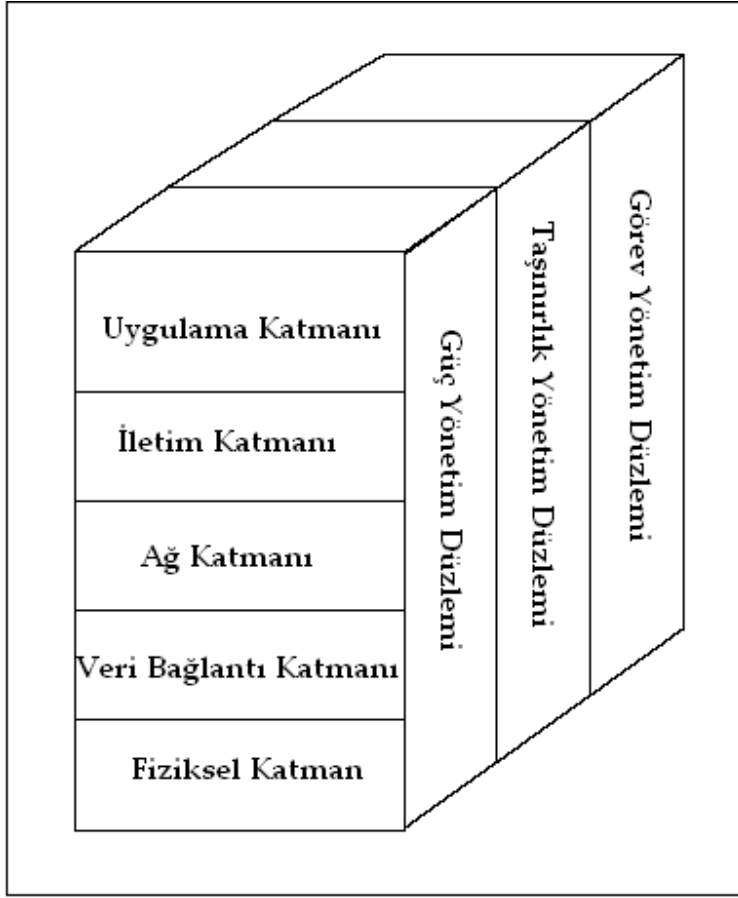 Uygulama Katmanı
İletim Katmanı
Ağ Katmanı
Veri Bağlantı Katmanı
Fiziksel Katman
Güç Yönetim Düzlemi
Taşınırlık Yönetim Düzlemi
Görev Yönetim Düzlemi